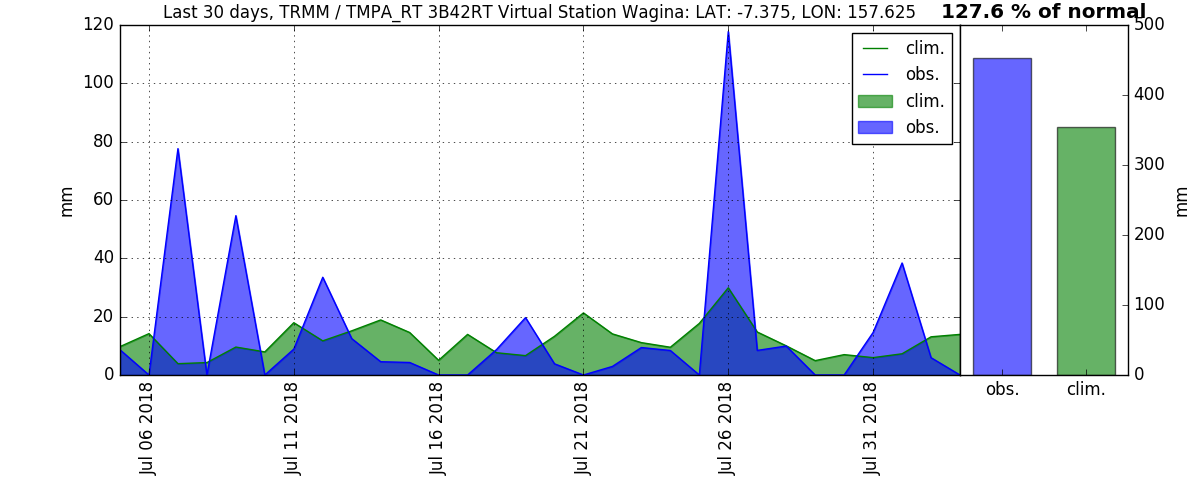 Last 30 days, TRMM / TMPA_RT 3B42RT Virtual Station Wagina: LAT: -7.375, LON: 157.625
127.6 % of normal
120
100
80
60
40
20
0
mm
clim.
obs.
clim.
obs.
500
400
300
200
100
0
mm
Jul 06 2018
Jul 11 2018
Jul 16 2018
Jul 21 2018
Jul 26 2018
Jul 31 2018
obs.
clim.